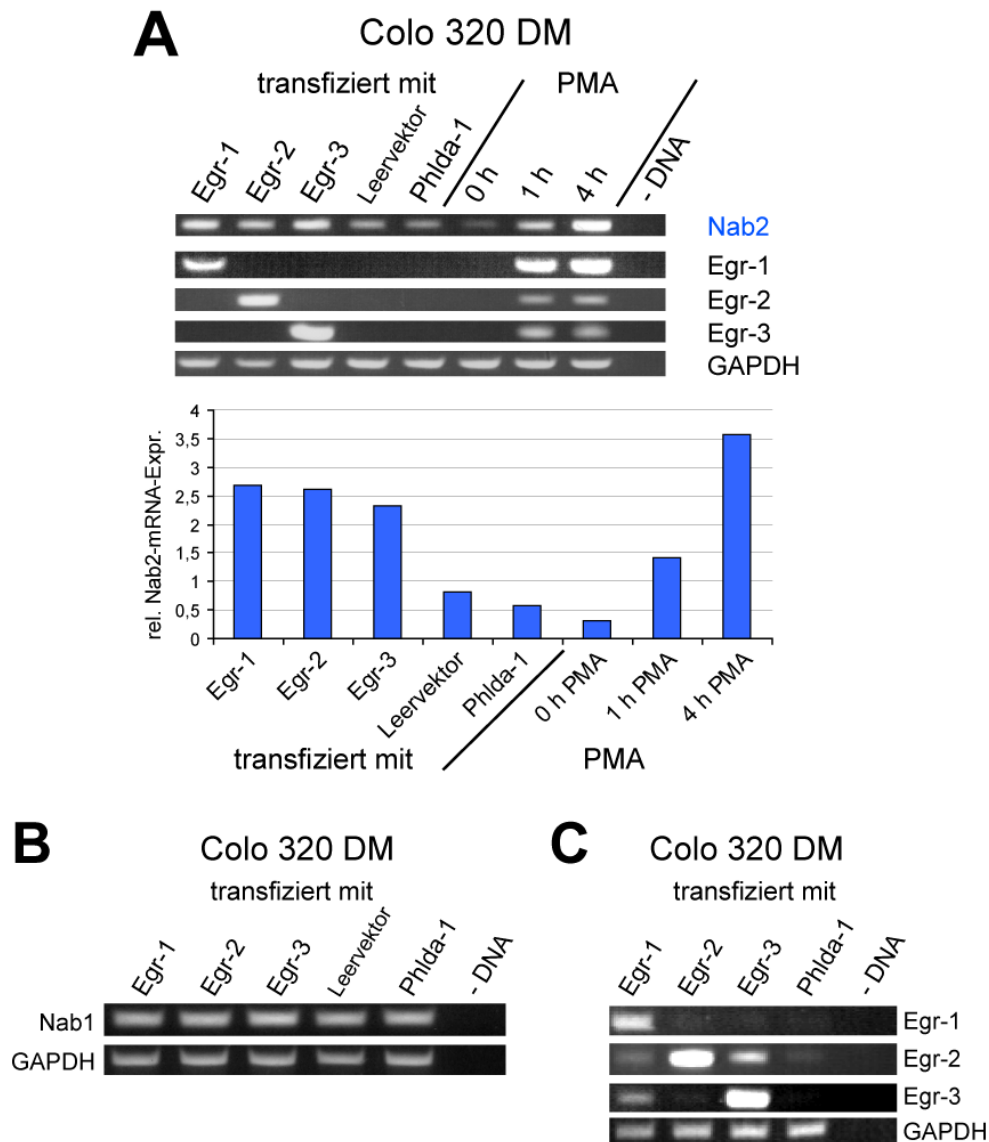 A
Colo 320 DM
transfiziert mit
PMA
Egr-1
Egr-2
Egr-3
Leervektor
Phlda-1
0 h
1 h
4 h
- DNA
Nab2
Egr-1
Egr-2
Egr-3
GAPDH
rel. Nab2-mRNA-Expr.
4
3,5
3
2,5
2
1,5
1
0,5
0
Egr-1
Egr-2
Egr-3
Leervektor
Phlda-1
0 h PMA
1 h PMA
4 h PMA
transfiziert mit
PMA
B
Colo 320 DM
transfiziert mit
Egr-1
Egr-2
Egr-3
Leervektor
Phlda-1
- DNA
Nab1
GAPDH
C
Colo 320 DM
transfiziert mit
Egr-1
Egr-2
Egr-3
Phlda-1
- DNA
Egr-1
Egr-2
Egr-3
GAPDH